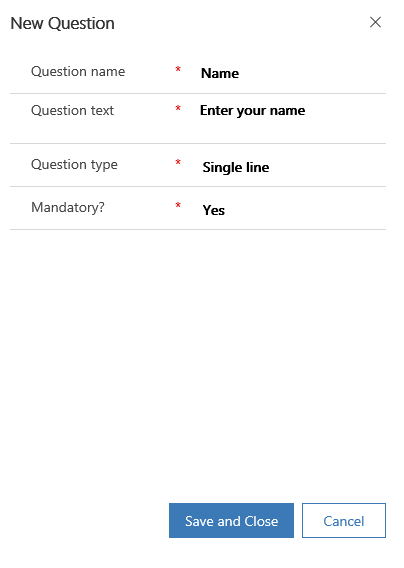 New Question
Question name * Name
Question text * Enter your name
Question type * Single line
Mandatory? * Yes
Save and Close Cancel